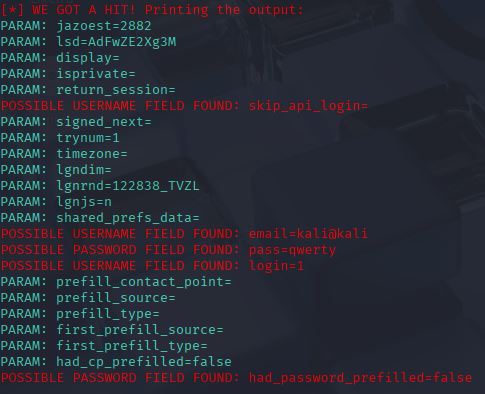 [*] WE GOT A HIT! Printing the output:
PARAM: jazoest=2882
PARAM: lsd=AdFwZE2Xg3M
PARAM: display=
PARAM: isprivate=
PARAM: return_session=
POSSIBLE USERNAME FIELD FOUND: skip_api_login=
PARAM: signed_next=
PARAM: trynum=1
PARAM: timezone=
PARAM: lgndim=
PARAM: lgnrnd=122838_TVZL
PARAM: lgnjs=n
PARAM: shared_prefs_data=
POSSIBLE USERNAME FIELD FOUND: email=kali@kali
POSSIBLE PASSWORD FIELD FOUND: pass=qwerty
POSSIBLE USERNAME FIELD FOUND: login=1
PARAM: prefill_contact_point=
PARAM: prefill_source=
PARAM: prefill_type=
PARAM: first_prefill_source=
PARAM: first_prefill_type=
PARAM: had_cp_prefilled=false
POSSIBLE PASSWORD FIELD FOUND: had_password_prefilled=false